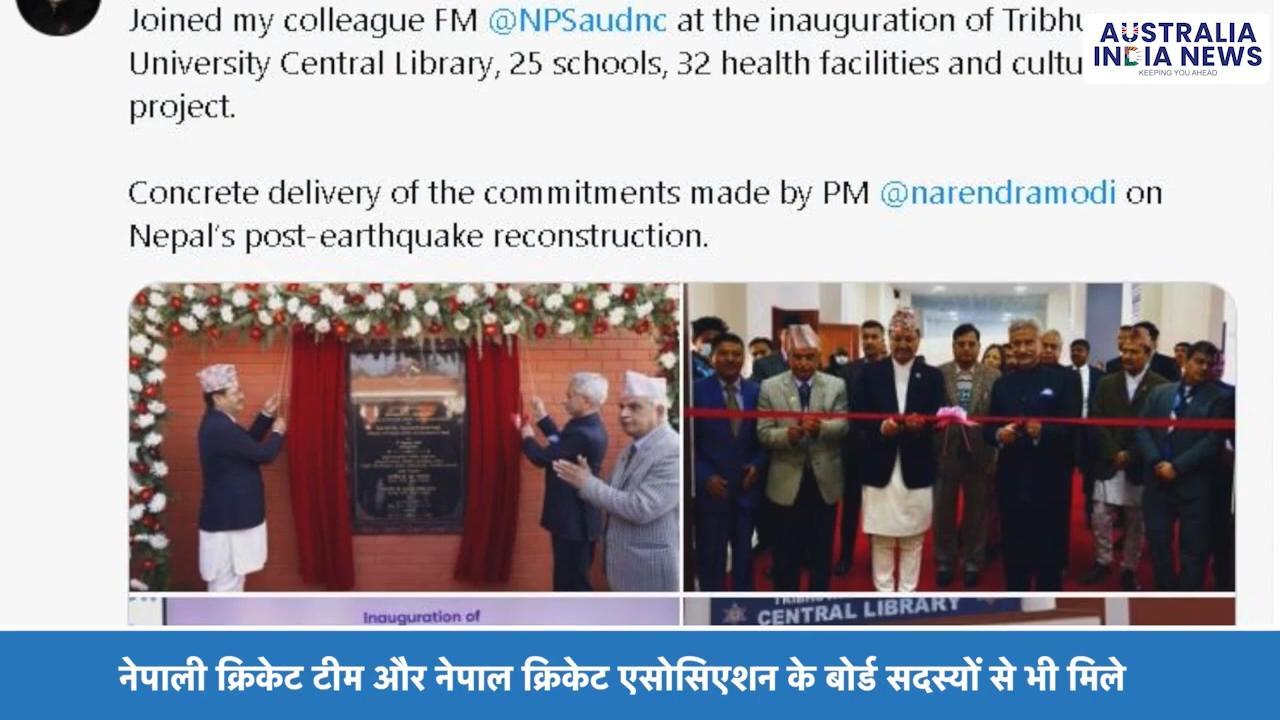 Joined my colleague FM @NPSaudnc at the inauguration of Tribhu
University Central Library, 25 schools, 32 health facilities and cultu
project.
AUSTRALIA
INDIA NEWS
KEEPING YOU AHEAD
Concrete delivery of the commitments made by PM @narendramodi on
Nepal's post-earthquake reconstruction.
Inauguration of
CENTRAL LIBRARY
नेपाली क्रिकेट टीम और नेपाल क्रिकेट एसोसिएशन के बोर्ड सदस्यों से भी मिले